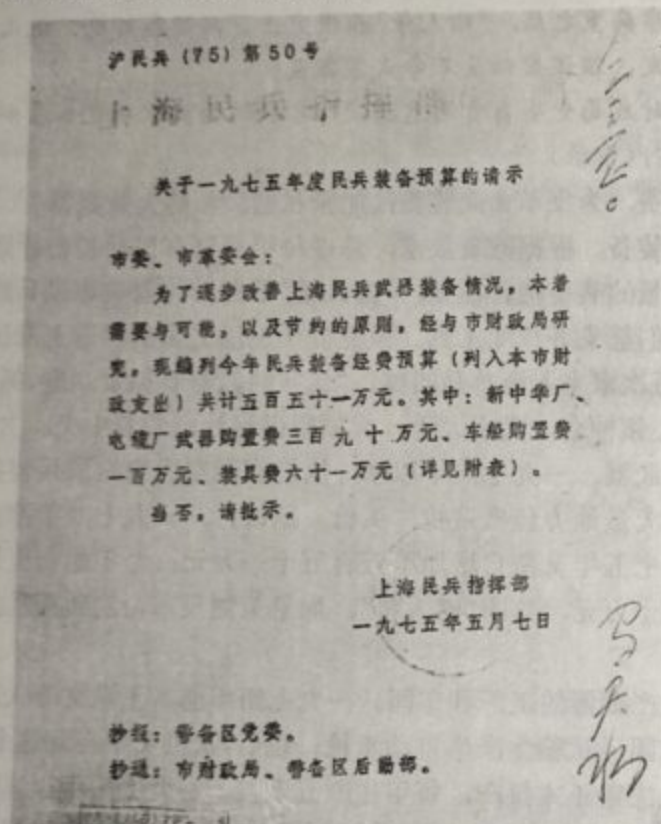 沪民兵(75)第50号
关于一九七五年度民兵装备预算的请示
市委、市革委会：
为了逐步改善上海民兵武器装备情况，本着
需要与可能，以及节约的原则，经与市财政局研
究，现编列今年民兵装备经费预算（列入本市财
政支出）共计五百五十一万元。其中：新中华厂、
电缆厂武器购置费三百九十万元、车船购置费
一百万元、装具费六十一万元（详见附表）。
当否，请批示。
上海民兵指挥部
一九七五年五月七日
抄报：警备区党委。
抄送：市财政局、警备区后勤部。
马天水